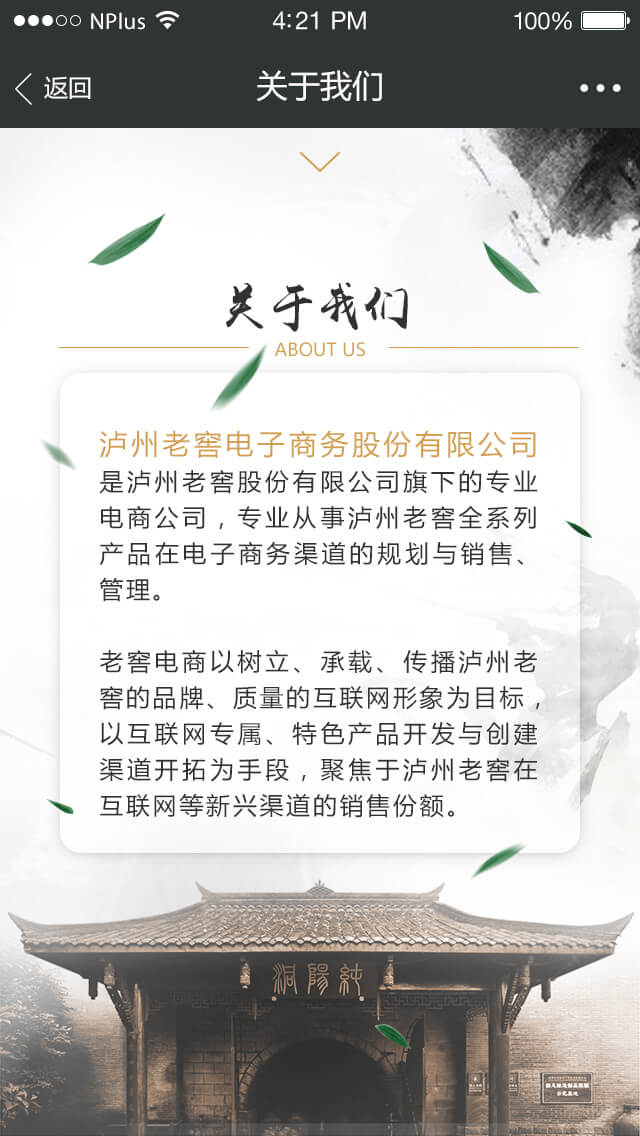 NPlus 4:21 PM 100%
返回 关于我们
关于我们
ABOUT US
泸州老窖电子商务股份有限公司
是泸州老窖股份有限公司旗下的专业
电商公司，专业从事泸州老窖全系列
产品在电子商务渠道的规划与销售、
管理。
老窖电商以树立、承载、传播泸州老
窖的品牌、质量的互联网形象为目标，
以互联网专属、特色产品开发与创建
渠道开拓为手段，聚焦于泸州老窖在
互联网等新兴渠道的销售份额。
洞陽純